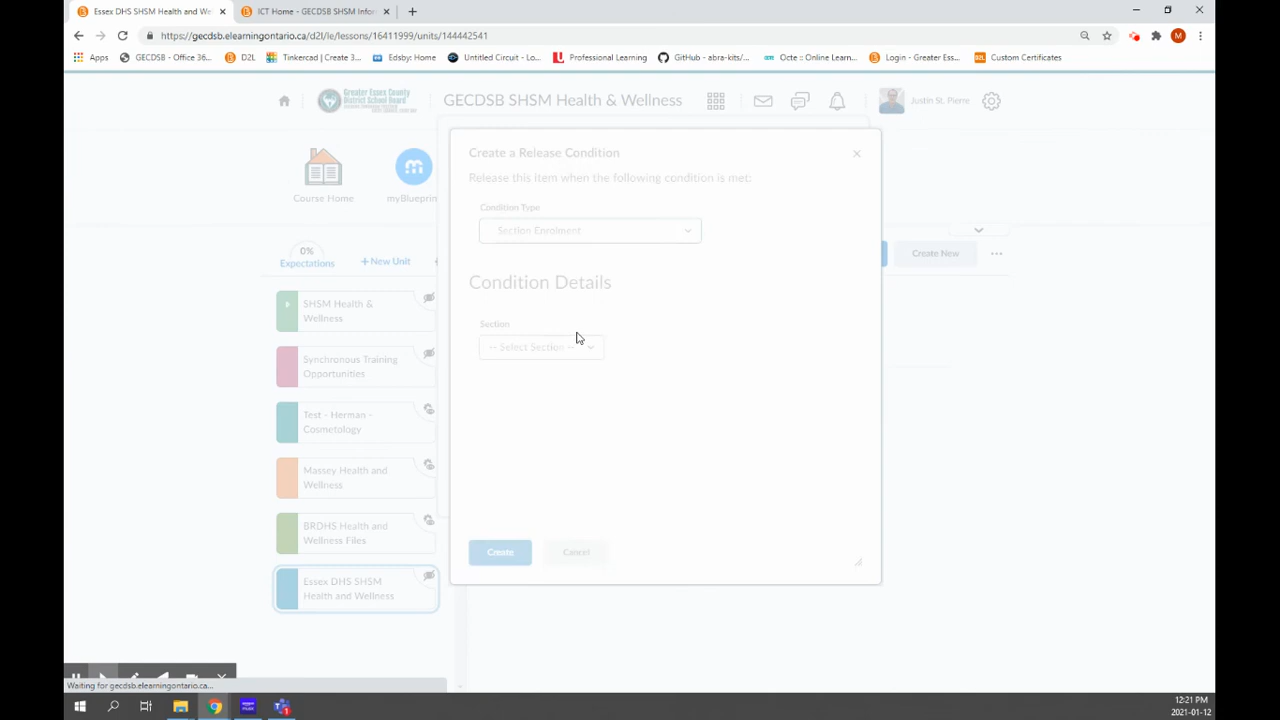 Essex DHS SHSM Health and We
ICT Home - GECDSB SHSM Infor
https://gecdsb.elearningontario.ca/d2l/le/lessons/16411999/units/144442541
M
Apps
GECDSB - Office 36...
D2L
Tinkercad | Create 3...
Edsby: Home
Untitled Circuit - Lo...
Professional Learning
GitHub - abra-kits/...
Octe :: Online Learn...
Login - Greater Ess...
Custom Certificates
Greater Essex County
District School Board
GECDSB SHSM Health & Wellness
Justin St. Pierre
Course Home
myBlueprin
Create a Release Condition
Release this item when the following condition is met:
Condition Type
Section Enrolment
0%
Expectations
+ New Unit
Create New
Condition Details
SHSM Health &
Wellness
Section
-- Select Section --
Synchronous Training
Opportunities
Test - Herman -
Cosmetology
Massey Health and
Wellness
BRDHS Health and
Wellness Files
Create
Cancel
Essex DHS SHSM
Health and Wellness
Waiting for gecdsb.elearningontario.ca...
12:21 PM
2021-01-12